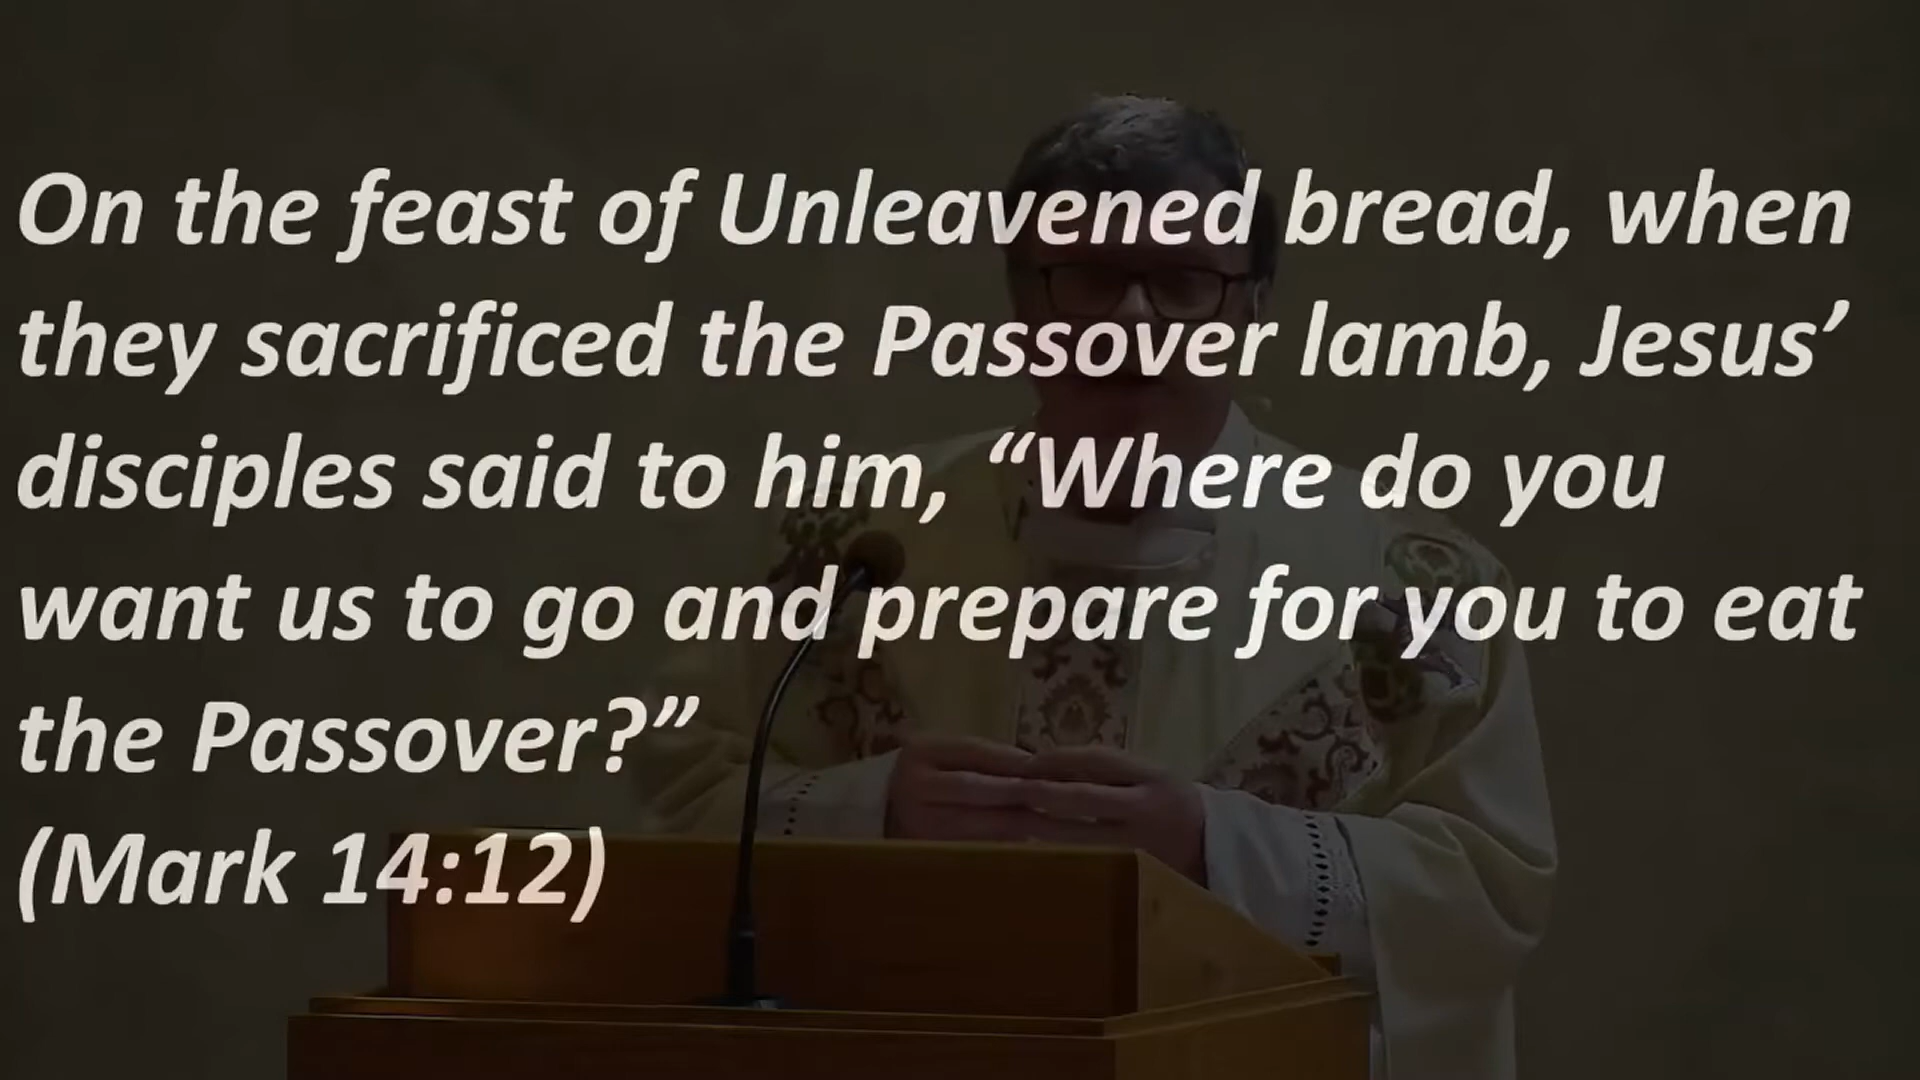 On the feast of Unleavened bread, when
they sacrificed the Passover lamb, Jesus’
disciples said to him, “Where do you
want us to go and prepare for you to eat
the Passover?”
(Mark 14:12)